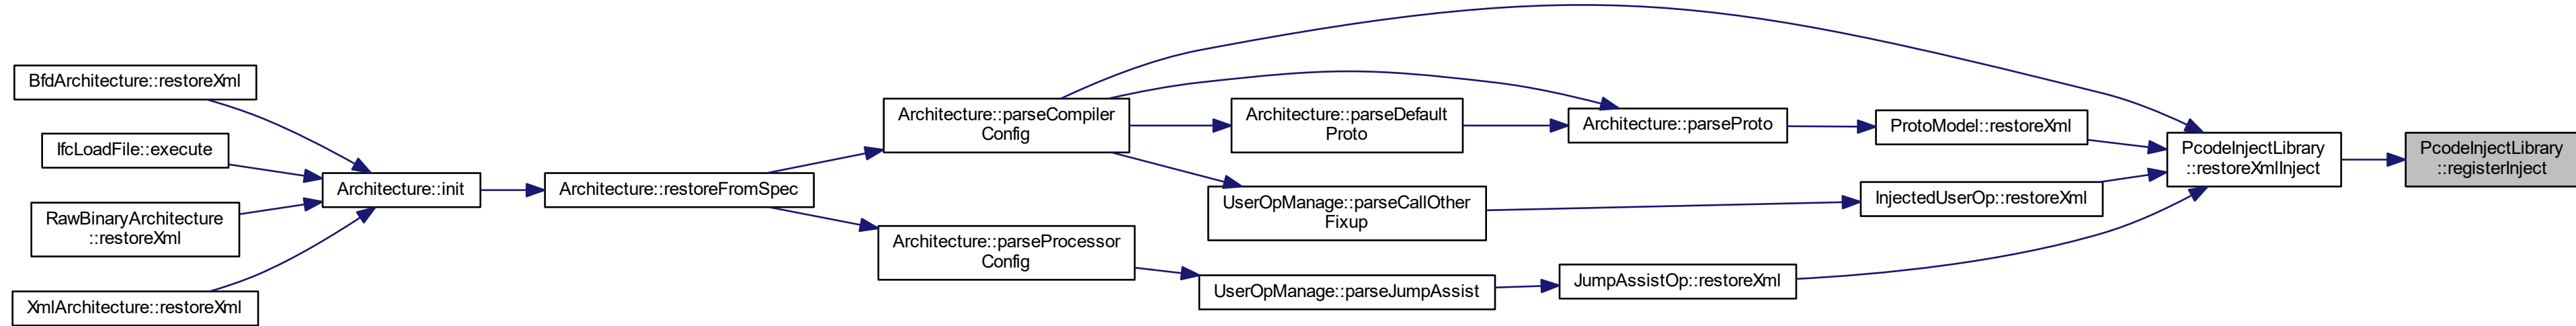 BfdArchitecture::restoreXml
IfcLoadFile::execute
RawBinaryArchitecture
::restoreXml
XmlArchitecture::restoreXml
Architecture::init
Architecture::restoreFromSpec
Architecture::parseCompiler
Config
Architecture::parseProcessor
Config
Architecture::parseDefault
Proto
UserOpManage::parseCallOther
Fixup
UserOpManage::parseJumpAssist
Architecture::parseProto
JumpAssistOp::restoreXml
ProtoModel::restoreXml
InjectedUserOp::restoreXml
PcodeInjectLibrary
::restoreXmlInject
PcodeInjectLibrary
::registerInject